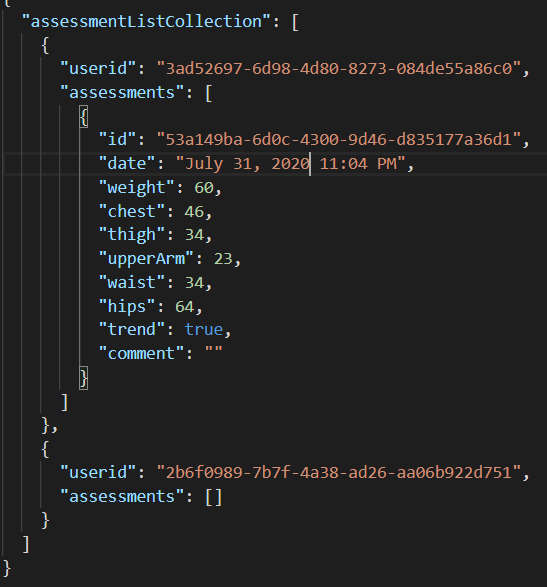 {
  "assessmentListCollection": [
    {
      "userid": "3ad52697-6d98-4d80-8273-084de55a86c0",
      "assessments": [
        {
          "id": "53a149ba-6d0c-4300-9d46-d835177a36d1",
          "date": "July 31, 2020 11:04 PM",
          "weight": 60,
          "chest": 46,
          "thigh": 34,
          "upperArm": 23,
          "waist": 34,
          "hips": 64,
          "trend": true,
          "comment": ""
        }
      ]
    },
    {
      "userid": "2b6f0989-7b7f-4a38-ad26-aa06b922d751",
      "assessments": []
    }
  ]
}